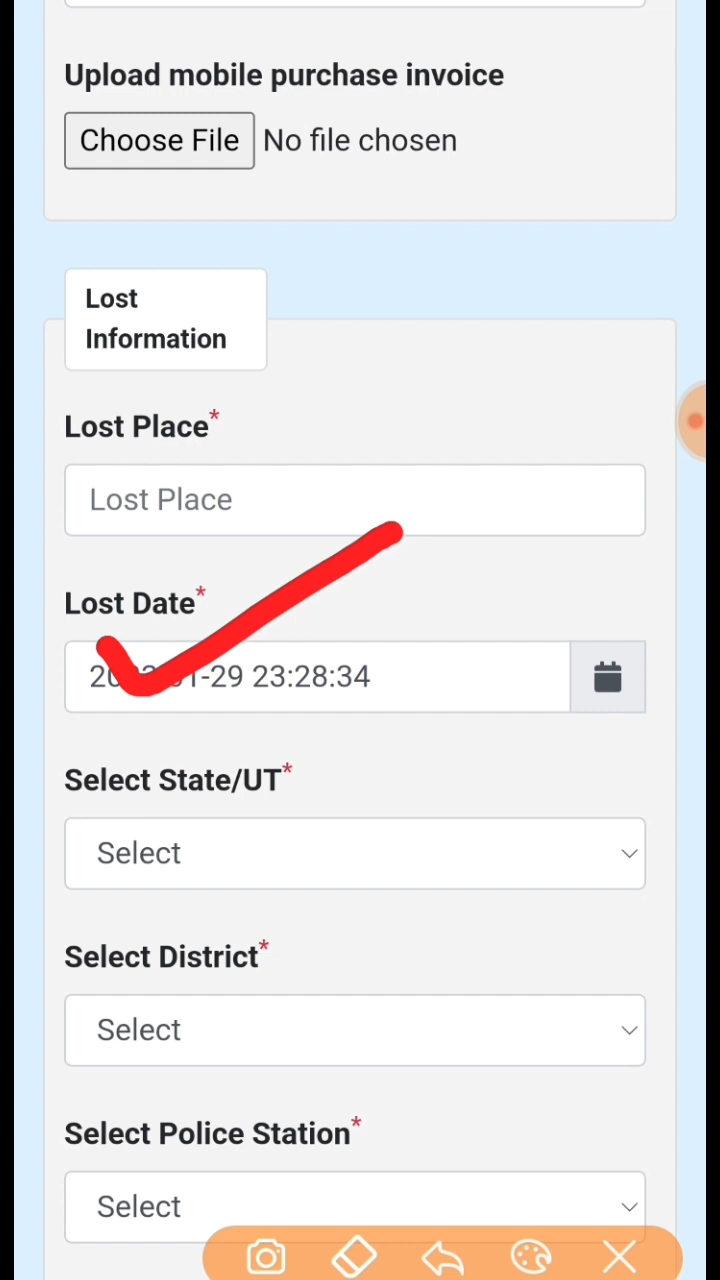 Upload mobile purchase invoice
Choose File No file chosen
Lost
Information
Lost Place*
Lost Place
Lost Date*
23:28:34
Select State/UT*
Select
Select District*
Select
Select Police Station*
Select